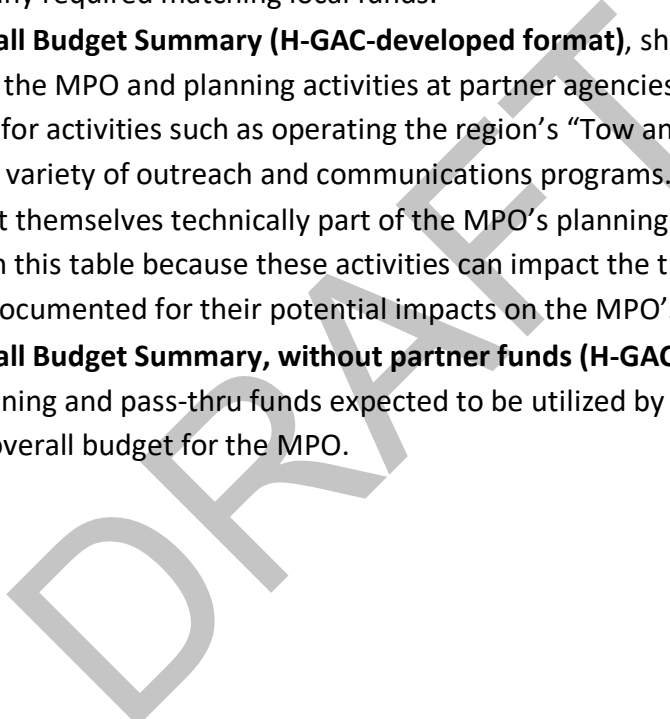 ny required matching local funds.
all Budget Summary (H-GAC-developed format), sh
the MPO and planning activities at partner agencies
for activities such as operating the region's “Tow an
variety of outreach and communications programs.
t themselves technically part of the MPO's planning
n this table because these activities can impact the t
ocumented for their potential impacts on the MPO'
all Budget Summary, without partner funds (H-GAC
ning and pass-thru funds expected to be utilized by
overall budget for the MPO.
DRAFT